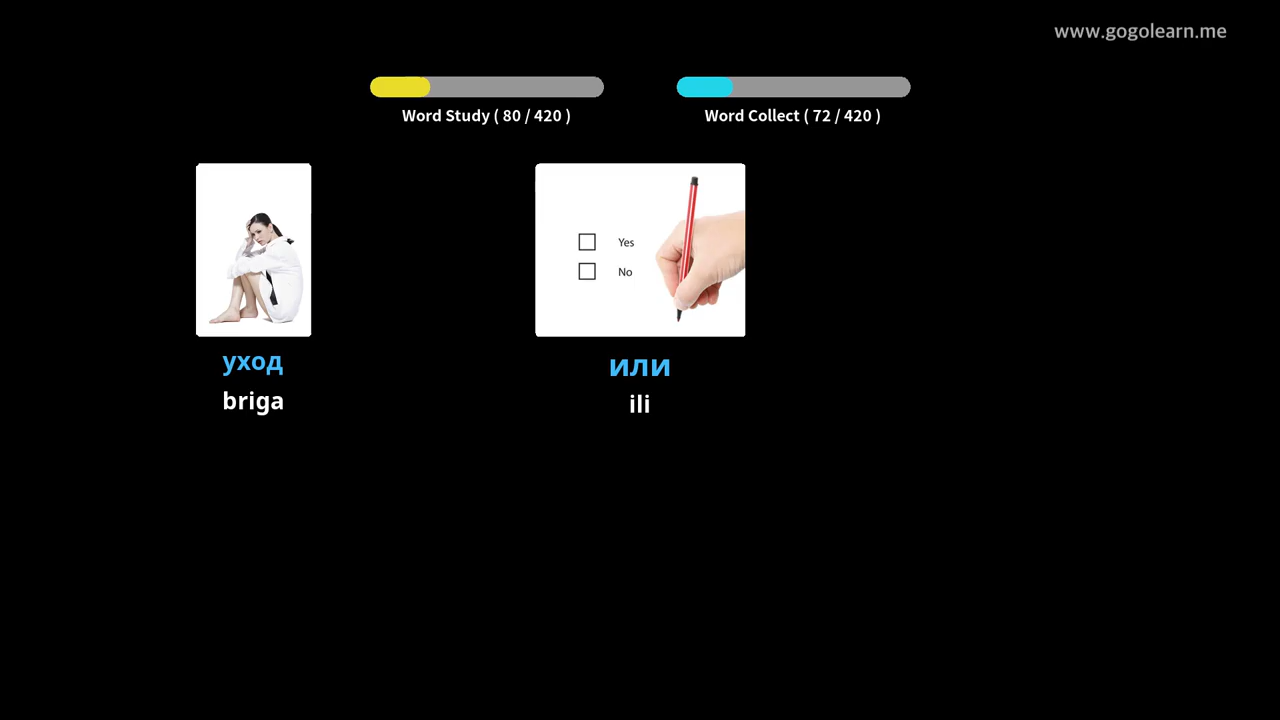 www.gogolearn.me
Word Study ( 80 / 420 )
Word Collect ( 72 / 420 )
Yes
No
уход
briga
или
ili